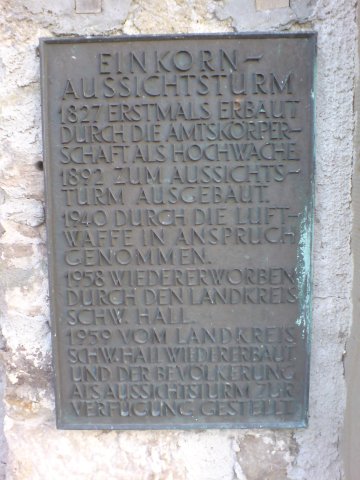 EINKORN-
AUSSICHTSTURM
1827 ERSTMALS ERBAUT
DURCH DIE AMTSKÖRPER-
SCHAFT ALS HOCHWACHE.
1892 ZUM AUSSICHTS-
TURM AUSGEBAUT.
1940 DURCH DIE LUFT-
WAFFE IN ANSPRUCH
GENOMMEN.
1958 WIEDERERWORBEN
DURCH DEN LANDKREIS
SCHW. HALL.
1959 VOM LANDKREIS
SCHW. HALL WIEDERERBAUT
UND DER BEVÖLKERUNG
ALS AUSSICHTSTURM ZUR
VERFÜGUNG GESTELLT.